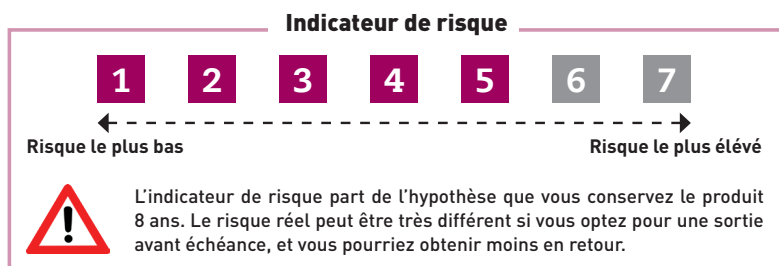 Indicateur de risque
1 2 3 4 5 6 7
Risque le plus bas Risque le plus élévé
L'indicateur de risque part de l'hypothèse que vous conservez le produit
8 ans. Le risque réel peut être très différent si vous optez pour une sortie
avant échéance, et vous pourriez obtenir moins en retour.